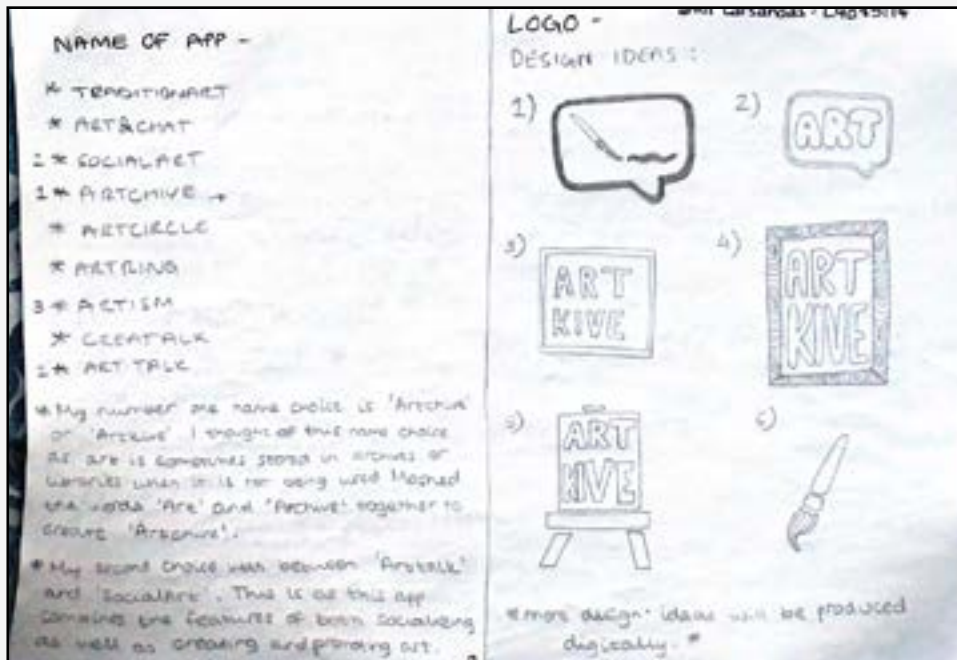 NAME OF APP -
* TRADITIONART
* ART&CHAT
2 * SOCIALART
1 * ARTCHIVE →
* ARTCIRCLE
* ARTRING
3 * ARTISM
* CREATALK
2 * ART TALK
* My number one name choice is 'Artchive'
or 'Artkive'. I thought of this name choice
as art is sometimes stored in archives or
libraries when it is not being used. Mashed
the words 'Art' and 'Archive' together to
create 'Artchive'.
* My second choice was between 'Arttalk'
and 'SocialArt'. This is as this app
combines the features of both socialising
as well as creating and art.
LOGO -
DESIGN IDEAS :
1)
2) ART
3) ART
KIVE
4) ART
KIVE
5) ART
KIVE
6)
* more design ideas will be produced
digitally. *